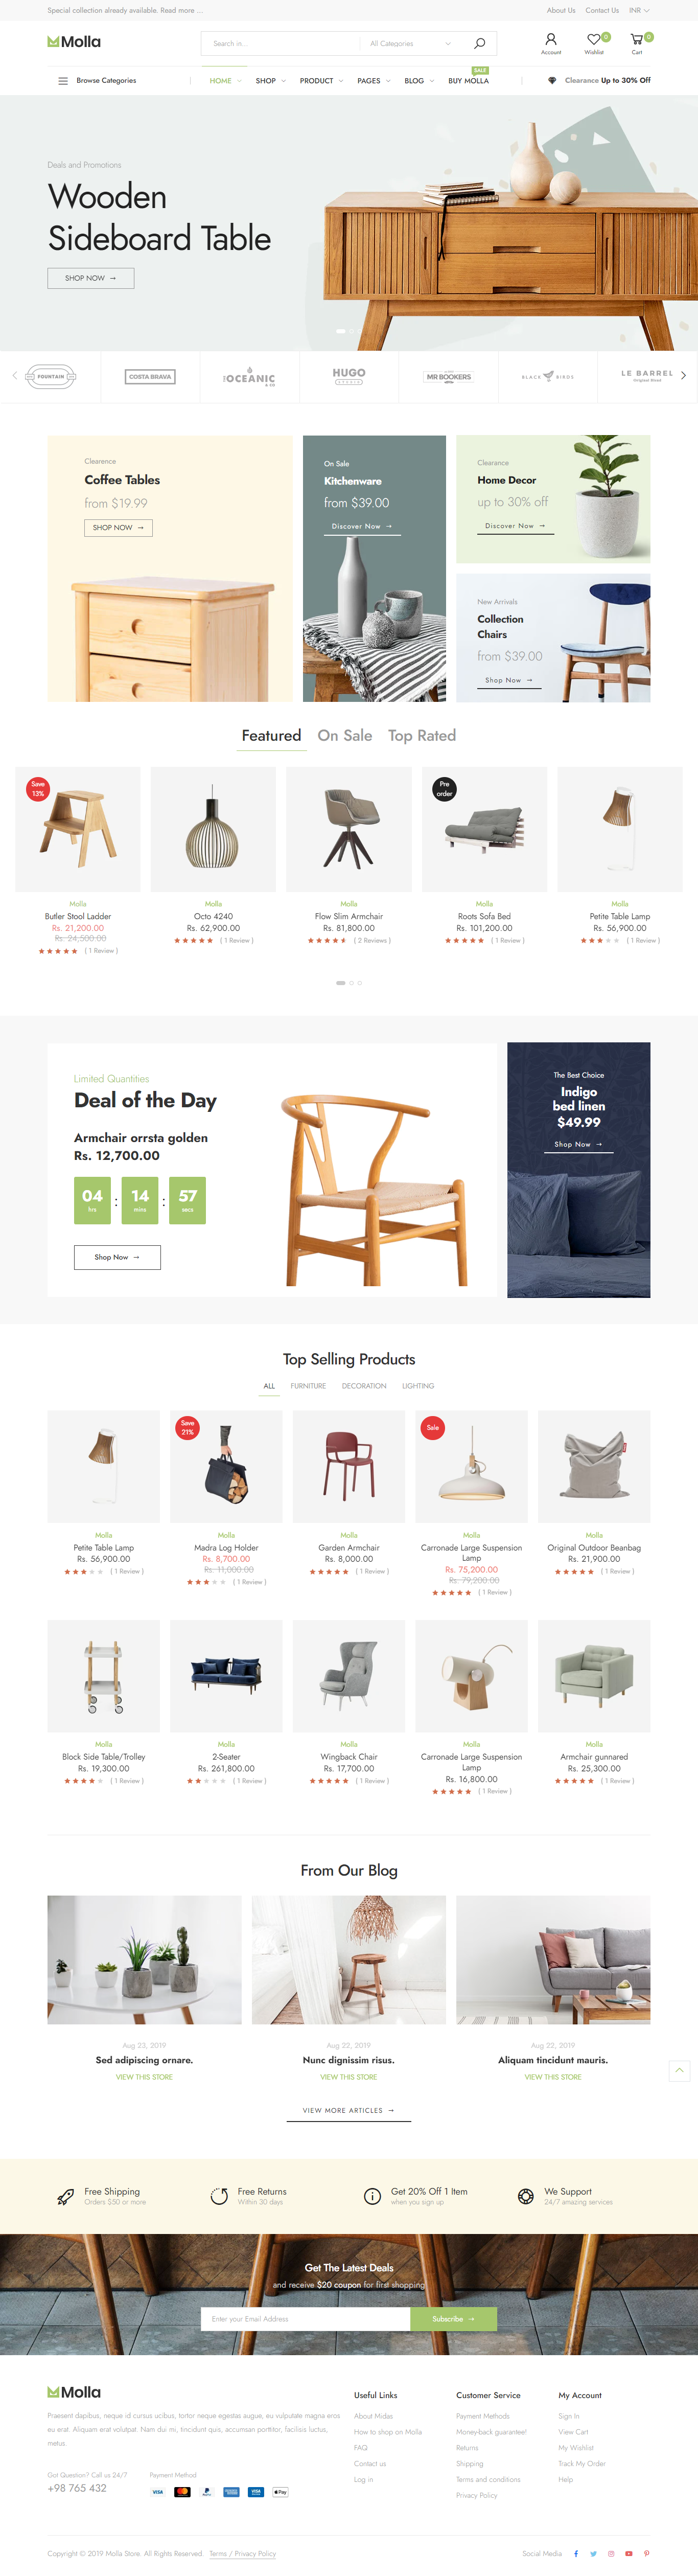 Special collection already available. Read more ...
About Us Contact Us INR
Molla
Search in...
All Categories
Account
0
Wishlist
0
Cart
Browse Categories
HOME SHOP PRODUCT PAGES BLOG BUY MOLLA
SALE
Clearance Up to 30% Off
Deals and Promotions
Wooden
Sideboard Table
SHOP NOW →
FOUNTAIN
COSTA BRAVA
THE OCEANIC & CO
HUGO
STUDIO
MR BOOKERS
BLACK BIRDS
LE BARREL
Original Brand
Clearence
Coffee Tables
from $19.99
SHOP NOW →
On Sale
Kitchenware
from $39.00
Discover Now →
Clearance
Home Decor
up to 30% off
Discover Now →
New Arrivals
Collection
Chairs
from $39.00
Shop Now →
Featured On Sale Top Rated
Save
13%
Molla
Butler Stool Ladder
Rs. 21,200.00
Rs. 24,500.00
( 1 Review )
Molla
Octo 4240
Rs. 62,900.00
( 1 Review )
Molla
Flow Slim Armchair
Rs. 81,800.00
( 2 Reviews )
Pre
order
Molla
Roots Sofa Bed
Rs. 101,200.00
( 1 Review )
Molla
Petite Table Lamp
Rs. 56,900.00
( 1 Review )
Limited Quantities
Deal of the Day
Armchair orrsta golden
Rs. 12,700.00
04 : 14 : 57
hrs mins secs
Shop Now →
The Best Choice
Indigo
bed linen
$49.99
Shop Now →
Top Selling Products
ALL FURNITURE DECORATION LIGHTING
Molla
Petite Table Lamp
Rs. 56,900.00
( 1 Review )
Save
21%
Molla
Madra Log Holder
Rs. 8,700.00
Rs. 11,000.00
( 1 Review )
Molla
Garden Armchair
Rs. 8,000.00
( 1 Review )
Sale
Molla
Carronade Large Suspension
Lamp
Rs. 75,200.00
Rs. 79,200.00
( 1 Review )
Molla
Original Outdoor Beanbag
Rs. 21,900.00
( 1 Review )
Molla
Block Side Table/Trolley
Rs. 19,300.00
( 1 Review )
Molla
2-Seater
Rs. 261,800.00
( 1 Review )
Molla
Wingback Chair
Rs. 17,700.00
( 1 Review )
Molla
Carronade Large Suspension
Lamp
Rs. 16,800.00
( 1 Review )
Molla
Armchair gunnared
Rs. 25,300.00
( 1 Review )
From Our Blog
Aug 23, 2019
Sed adipiscing ornare.
VIEW THIS STORE
Aug 22, 2019
Nunc dignissim risus.
VIEW THIS STORE
Aug 22, 2019
Aliquam tincidunt mauris.
VIEW THIS STORE
VIEW MORE ARTICLES →
Free Shipping
Orders $50 or more
Free Returns
Within 30 days
Get 20% Off 1 Item
when you sign up
We Support
24/7 amazing services
Get The Latest Deals
and receive $20 coupon for first shopping
Enter your Email Address
Subscribe →
Molla
Praesent dapibus, neque id cursus ucibus, tortor neque egestas augue, eu vulputate magna eros
eu erat. Aliquam erat volutpat. Nam dui mi, tincidunt quis, accumsan porttitor, facilisis luctus,
metus.
Got Question? Call us 24/7
+98 765 432
Payment Method
VISA PayPal Pay
Useful Links
About Midas
How to shop on Molla
FAQ
Contact us
Log in
Customer Service
Payment Methods
Money-back guarantee!
Returns
Shipping
Terms and conditions
Privacy Policy
My Account
Sign In
View Cart
My Wishlist
Track My Order
Help
Copyright © 2019 Molla Store. All Rights Reserved. Terms / Privacy Policy
Social Media